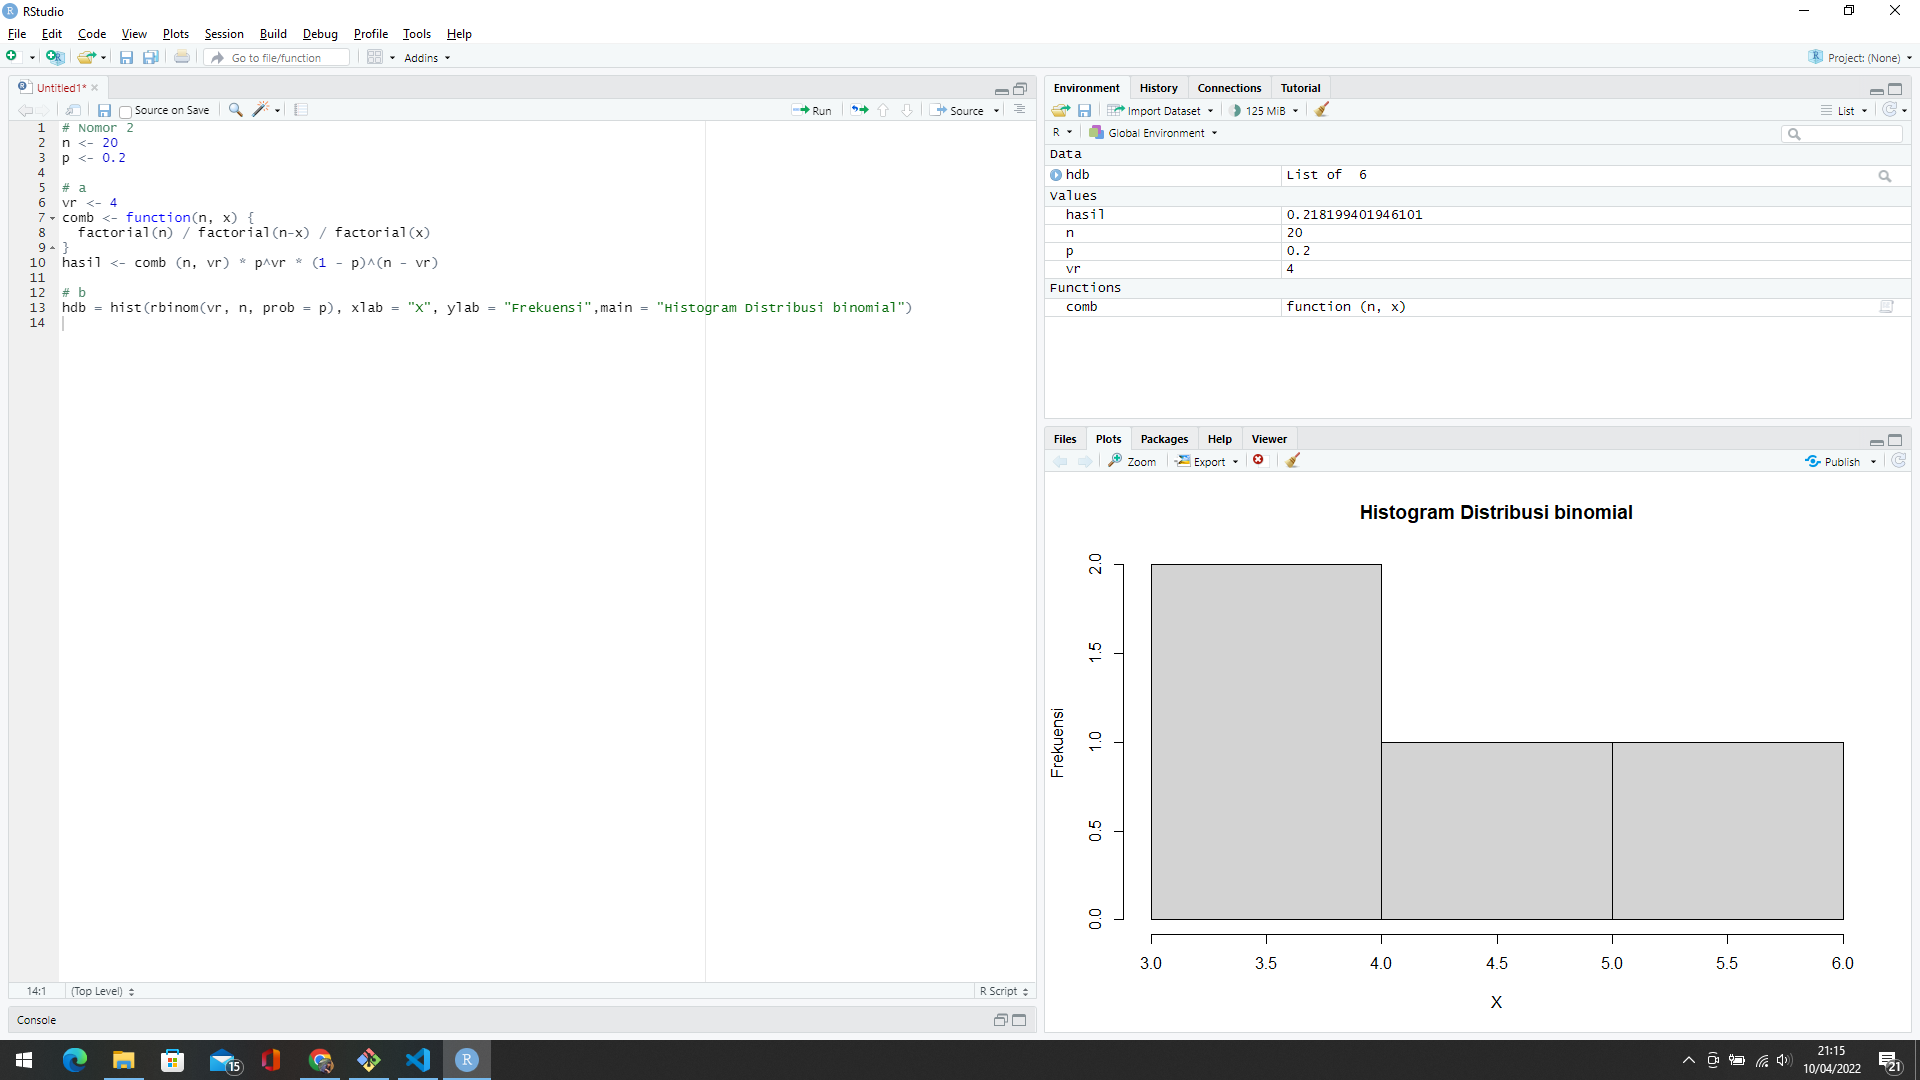 RStudio
File Edit Code View Plots Session Build Debug Profile Tools Help
Go to file/function Addins Project: (None)
Untitled1*
Source on Save Run Source
1 # Nomor 2
2 n <- 20
3 p <- 0.2
4
5 # a
6 vr <- 4
7 comb <- function(n, x) {
8 factorial(n) / factorial(n-x) / factorial(x)
9 }
10 hasil <- comb (n, vr) * p^vr * (1 - p)^(n - vr)
11
12 # b
13 hdb = hist(rbinom(vr, n, prob = p), xlab = "X", ylab = "Frekuensi",main = "Histogram Distribusi binomial")
14
14:1 (Top Level) R Script
Console
Environment History Connections Tutorial
Import Dataset 125 MiB List
R Global Environment
Data
hdb List of 6
Values
hasil 0.218199401946101
n 20
p 0.2
vr 4
Functions
comb function (n, x)
Files Plots Packages Help Viewer
Zoom Export Publish
Histogram Distribusi binomial
Frekuensi
2.0
1.5
1.0
0.5
0.0
3.0 3.5 4.0 4.5 5.0 5.5 6.0
X
15
R
21:15
10/04/2022
21